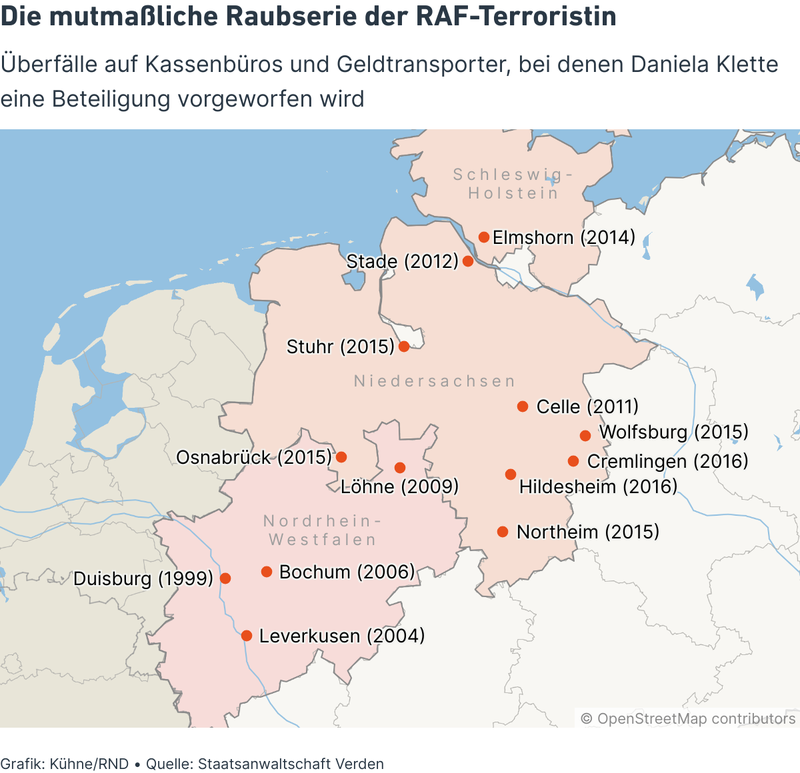 Die mutmaßliche Raubserie der RAF-Terroristin
Überfälle auf Kassenbüros und Geldtransporter, bei denen Daniela Klette
eine Beteiligung vorgeworfen wird
Schleswig-
Holstein
Elmshorn (2014)
Stade (2012)
Stuhr (2015)
Niedersachsen
Celle (2011)
Wolfsburg (2015)
Osnabrück (2015)
Cremlingen (2016)
Löhne (2009)
Hildesheim (2016)
Nordrhein-
Westfalen
Northeim (2015)
Duisburg (1999)
Bochum (2006)
Leverkusen (2004)
© OpenStreetMap contributors
Grafik: Kühne/RND • Quelle: Staatsanwaltschaft Verden